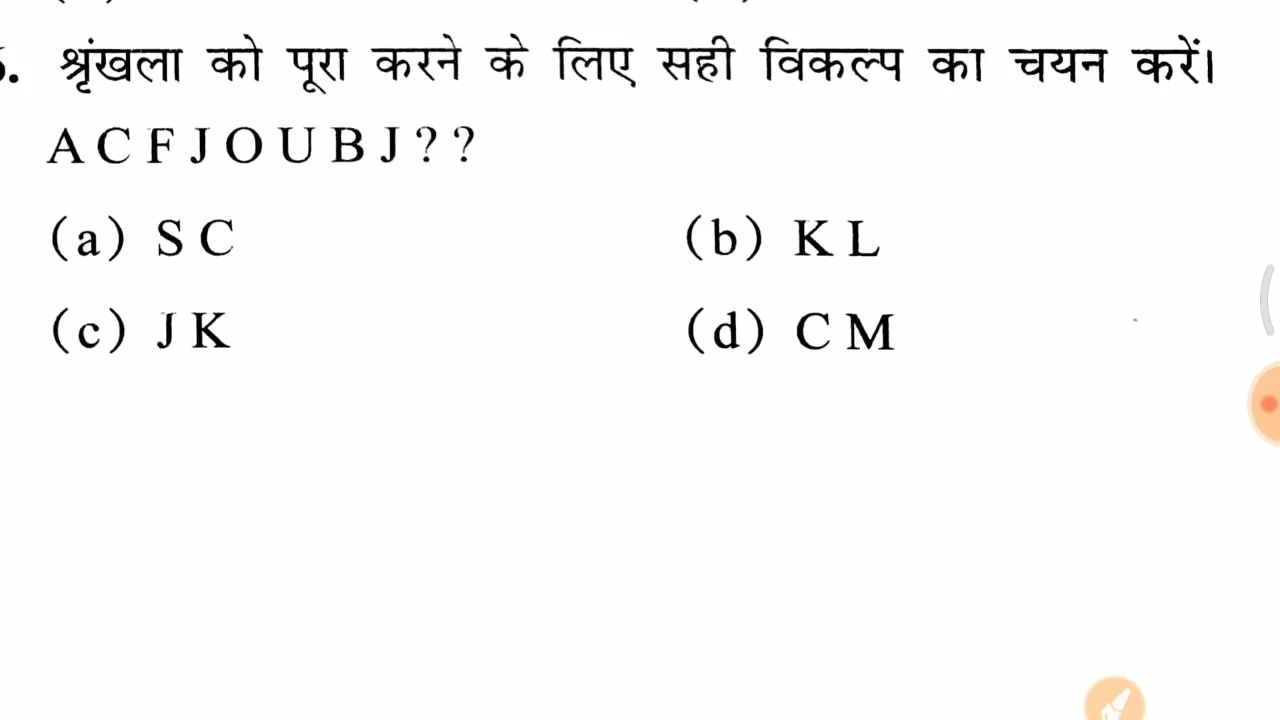 . श्रृंखला को पूरा करने के लिए सही विकल्प का चयन करें।
A C F J O U B J ? ?
(a) S C (b) K L
(c) J K (d) C M